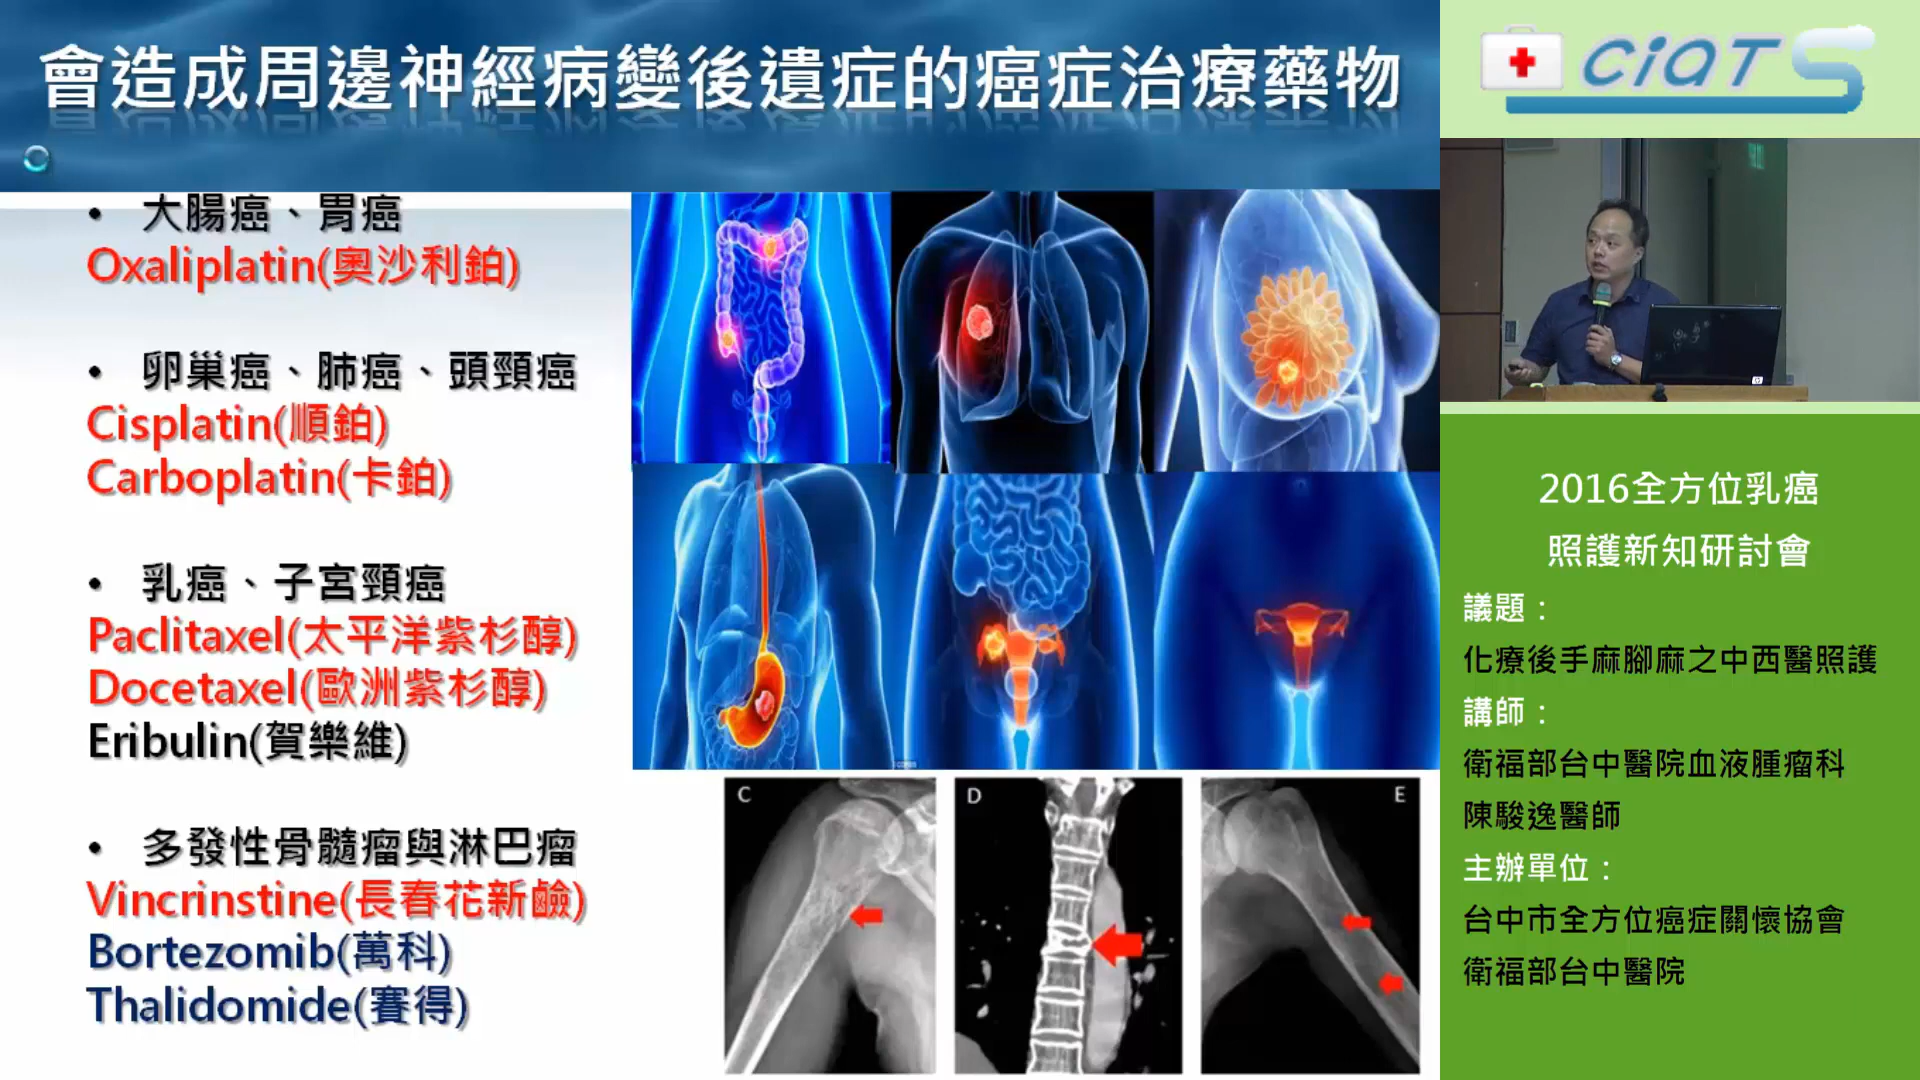 會造成周邊神經病變後遺症的癌症治療藥物
• 大腸癌、胃癌
Oxaliplatin(奧沙利鉑)
• 卵巢癌、肺癌、頭頸癌
Cisplatin(順鉑)
Carboplatin(卡鉑)
• 乳癌、子宮頸癌
Paclitaxel(太平洋紫杉醇)
Docetaxel(歐洲紫杉醇)
Eribulin(賀樂維)
• 多發性骨髓瘤與淋巴瘤
Vincrinstine(長春花新鹼)
Bortezomib(萬科)
Thalidomide(賽得)
C
D
E
CiQTS
2016全方位乳癌
照護新知研討會
議題：
化療後手麻腳麻之中西醫照護
講師：
衛福部台中醫院血液腫瘤科
陳駿逸醫師
主辦單位：
台中市全方位癌症關懷協會
衛福部台中醫院